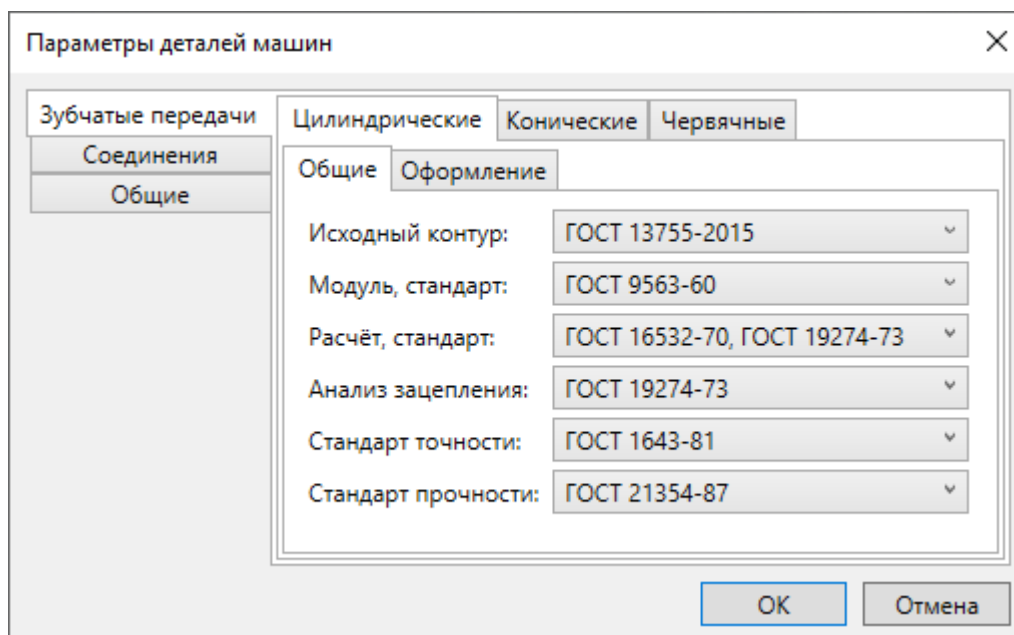 Параметры деталей машин
Зубчатые передачи
Соединения
Общие
Цилиндрические Конические Червячные
Общие Оформление
Исходный контур: ГОСТ 13755-2015
Модуль, стандарт: ГОСТ 9563-60
Расчёт, стандарт: ГОСТ 16532-70, ГОСТ 19274-73
Анализ зацепления: ГОСТ 19274-73
Стандарт точности: ГОСТ 1643-81
Стандарт прочности: ГОСТ 21354-87
ОК Отмена